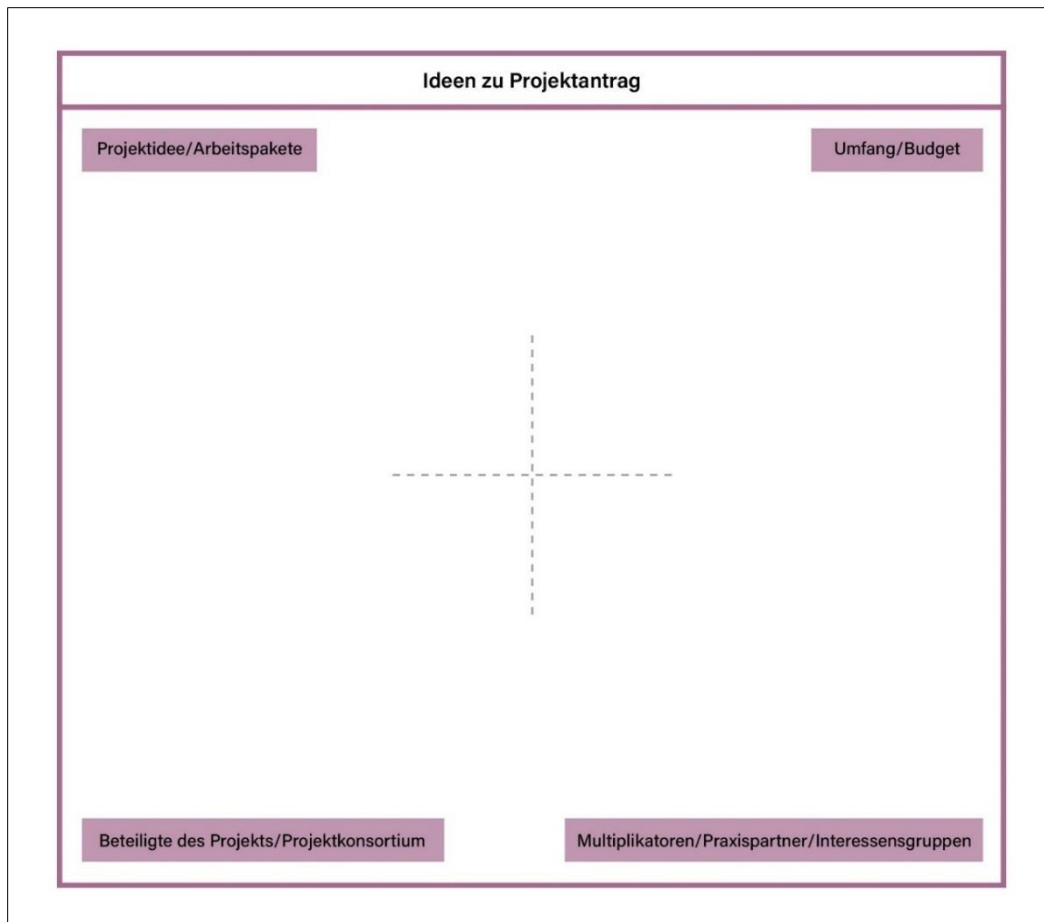 Ideen zu Projektantrag
Projektidee/Arbeitspakete
Umfang/Budget
Beteiligte des Projekts/Projektkonsortium
Multiplikatoren/Praxispartner/Interessensgruppen